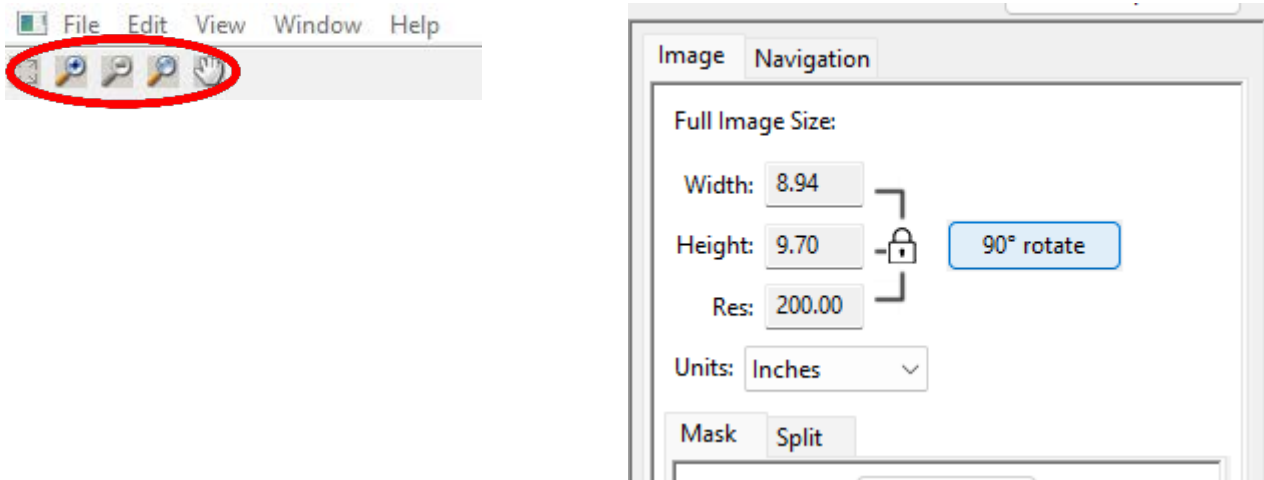 File Edit View Window Help
Image Navigation
Full Image Size:
Width: 8.94
Height: 9.70
90° rotate
Res: 200.00
Units: Inches
Mask Split